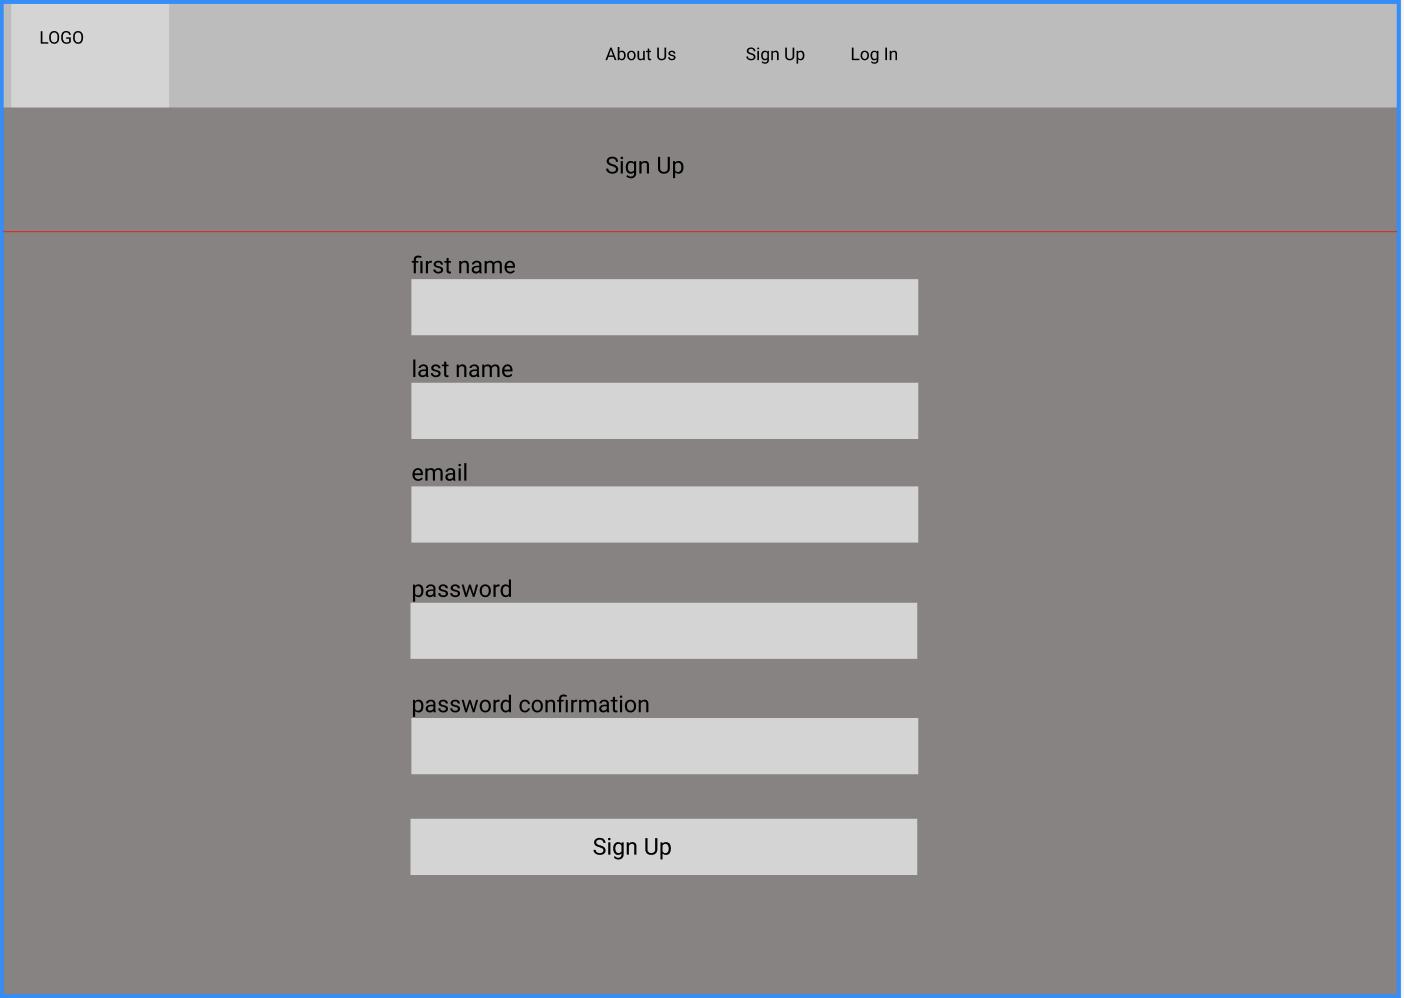 LOGO
About Us Sign Up Log In
Sign Up
first name
last name
email
password
password confirmation
Sign Up